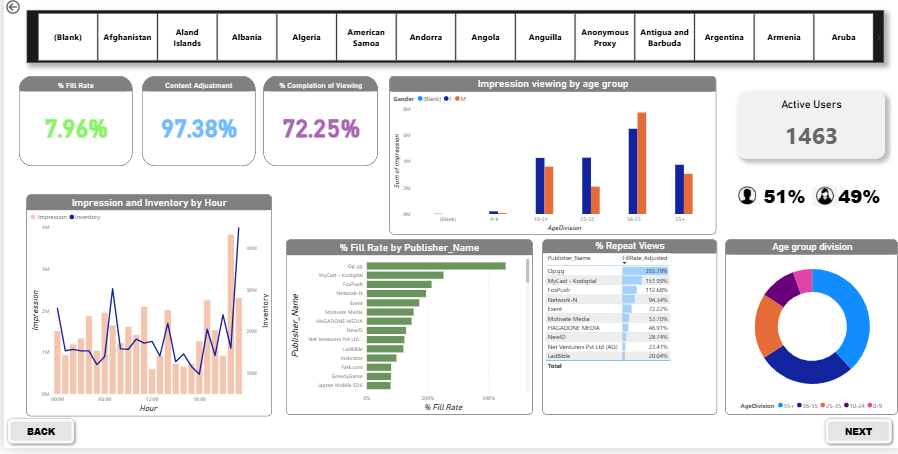 (Blank)
Afghanistan
Aland
Islands
Albania
Algeria
American
Samoa
Andorra
Angola
Anguilla
Anonymous
Proxy
Antigua and
Barbuda
Argentina
Armenia
Aruba
% Fill Rate
7.96%
Content Adjustment
97.38%
% Completion of Viewing
72.25%
Impression viewing by age group
Gander (Blank) F M
8M
6M
4M
2M
0M
Sum of Impression
(Blank) 0-9 10-24 25-35 36-55 55+
AgeDivision
Active Users
1463
51% 49%
Impression and Inventory by Hour
Impression Inventory
4M
3M
2M
1M
0M
Impression
40M
30M
20M
10M
Inventory
00:00 06:00 12:00 18:00
Hour
% Fill Rate by Publisher_Name
Publisher_Name
Op.gg
MyCast - Kodigital
FoxPush
Network-N
Exent
Motivate Media
HAGADONE MEDIA
NewID
Net Venturers Pvt Ltd..
LadBible
Insticator
Fark.com
GreedyGame
Jagran Mobile SDK
0% 200% 400%
% Fill Rate
% Repeat Views
Publisher_Name FillRate_Adjusted
Op.gg 355.79%
MyCast - Kodigital 151.99%
FoxPush 112.68%
Network-N 94.34%
Exent 72.22%
Motivate Media 53.70%
HAGADONE MEDIA 46.91%
NewID 28.74%
Net Venturers Pvt Ltd (AO) 23.41%
LadBible 20.04%
Total
Age group division
AgeDivision 55+ 36-55 25-35 10-24 0-9
BACK
NEXT